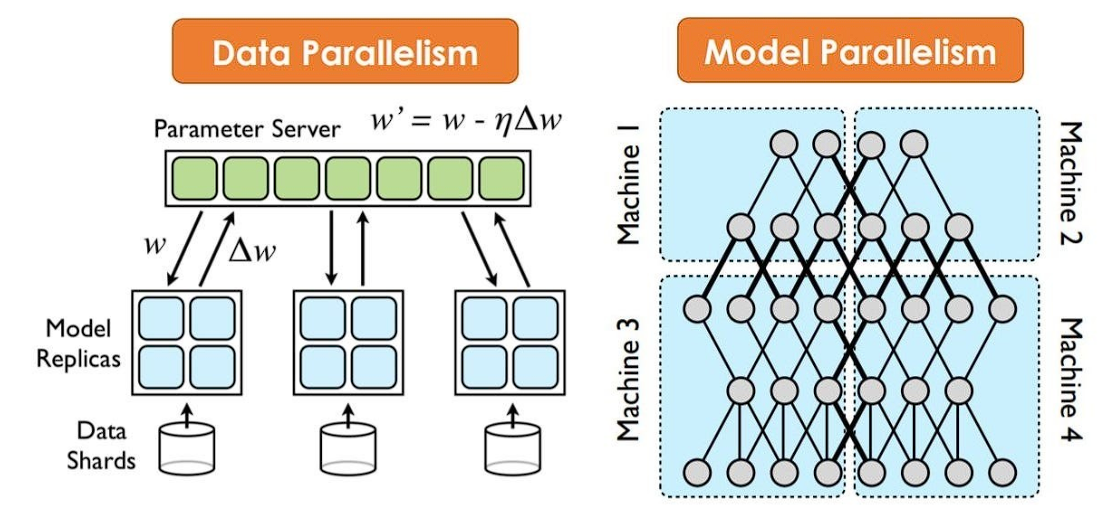 Data Parallelism
Parameter Server
w' = w - ηΔw
w
Δw
Model
Replicas
Data
Shards
Model Parallelism
Machine 1
Machine 2
Machine 3
Machine 4